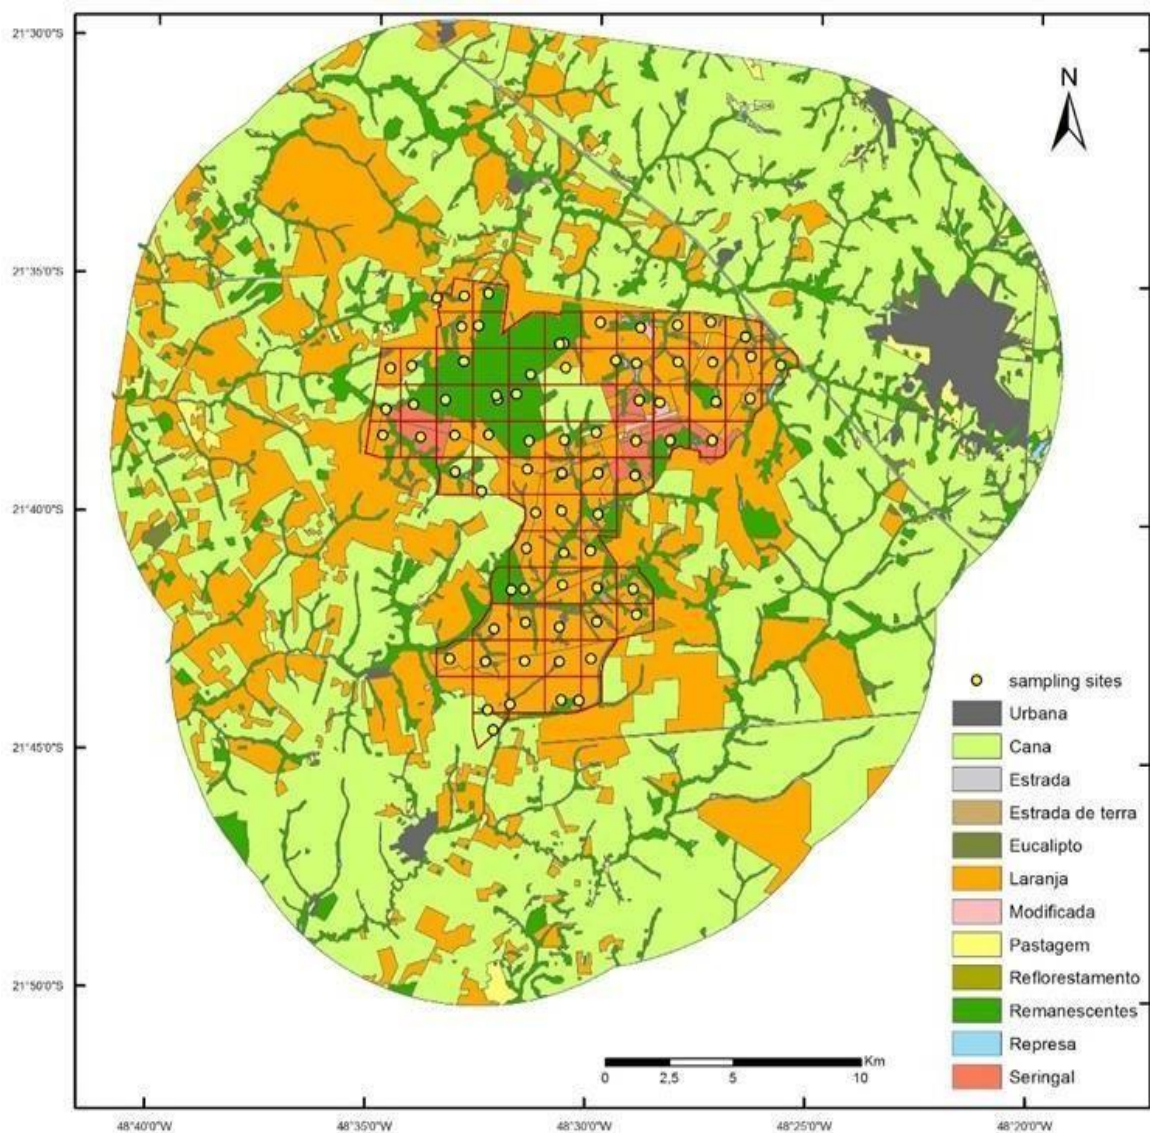 21°30'0"S
21°35'0"S
21°40'0"S
21°45'0"S
21°50'0"S
N
sampling sites
Urbana
Cana
Estrada
Estrada de terra
Eucalipto
Laranja
Modificada
Pastagem
Reflorestamento
Remanescentes
Represa
Seringal
Km
0 2,5 5 10
48°40'0"W 48°35'0"W 48°30'0"W 48°25'0"W 48°20'0"W